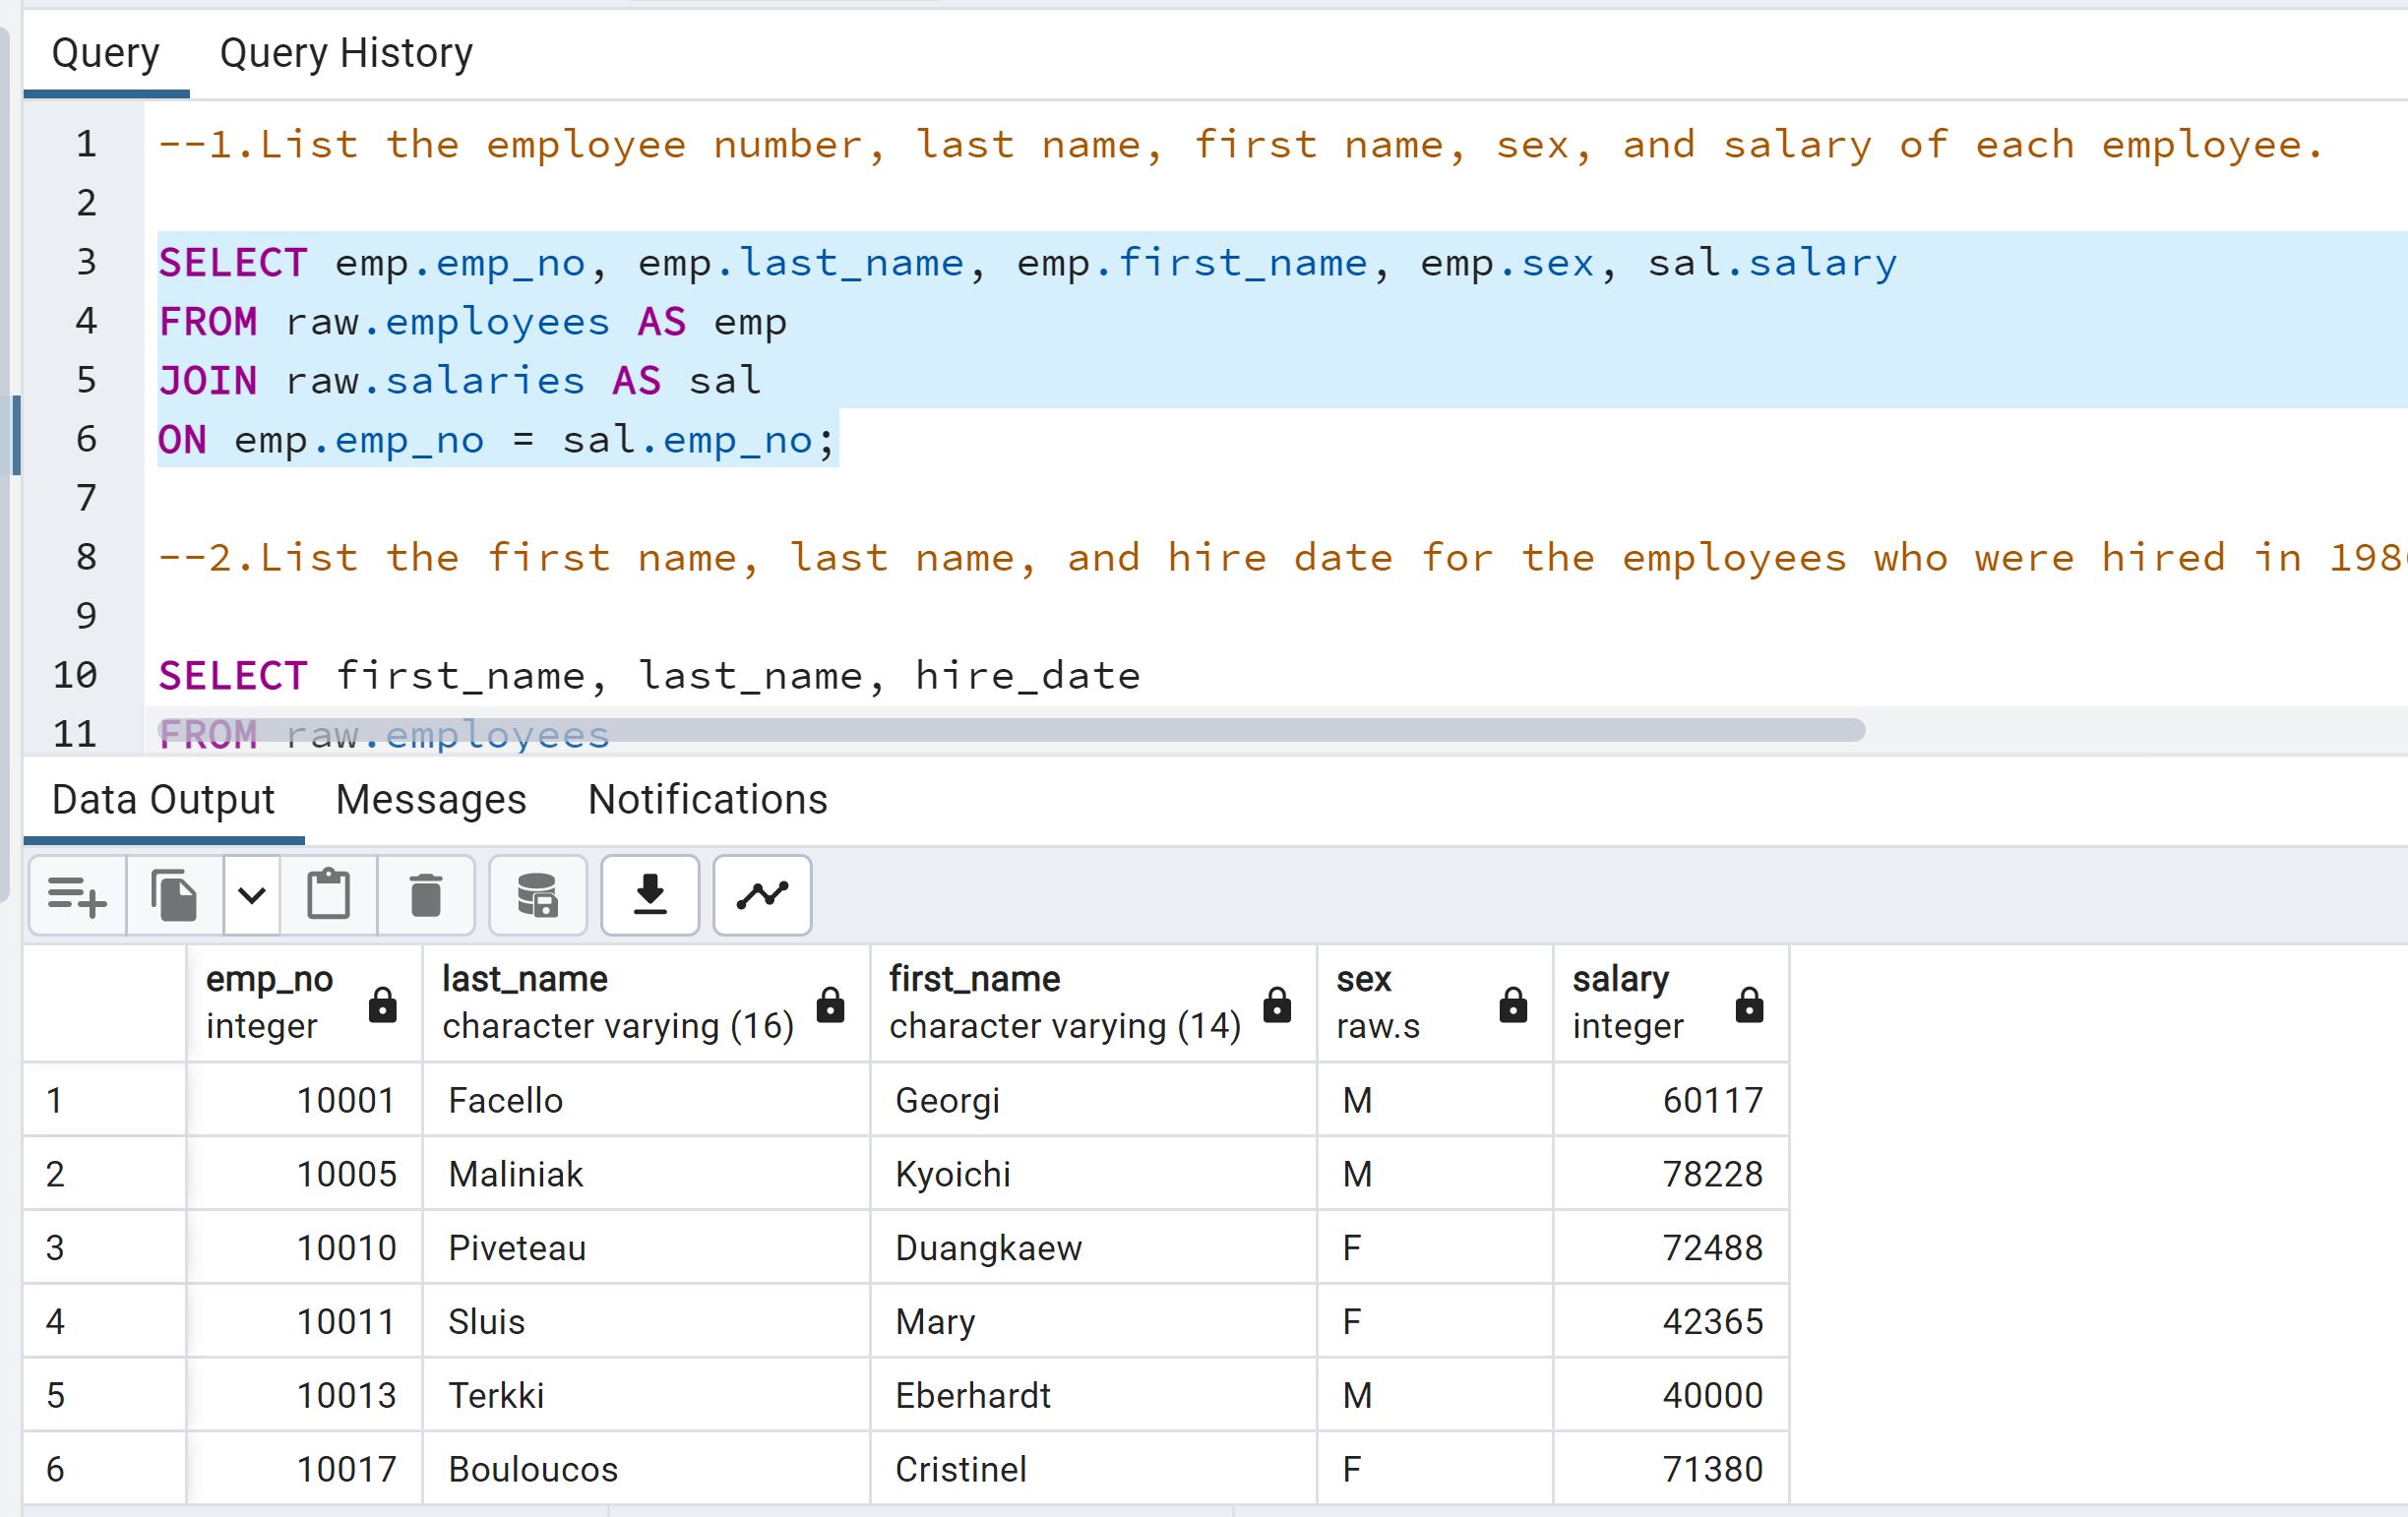 Query Query History
1 --1.List the employee number, last name, first name, sex, and salary of each employee.
2
3 SELECT emp.emp_no, emp.last_name, emp.first_name, emp.sex, sal.salary
4 FROM raw.employees AS emp
5 JOIN raw.salaries AS sal
6 ON emp.emp_no = sal.emp_no;
7
8 --2.List the first name, last name, and hire date for the employees who were hired in 198
9
10 SELECT first_name, last_name, hire_date
11 FROM raw.employees
Data Output Messages Notifications
emp_no last_name first_name sex salary
integer character varying (16) character varying (14) raw.s integer
1 10001 Facello Georgi M 60117
2 10005 Maliniak Kyoichi M 78228
3 10010 Piveteau Duangkaew F 72488
4 10011 Sluis Mary F 42365
5 10013 Terkki Eberhardt M 40000
6 10017 Bouloucos Cristinel F 71380